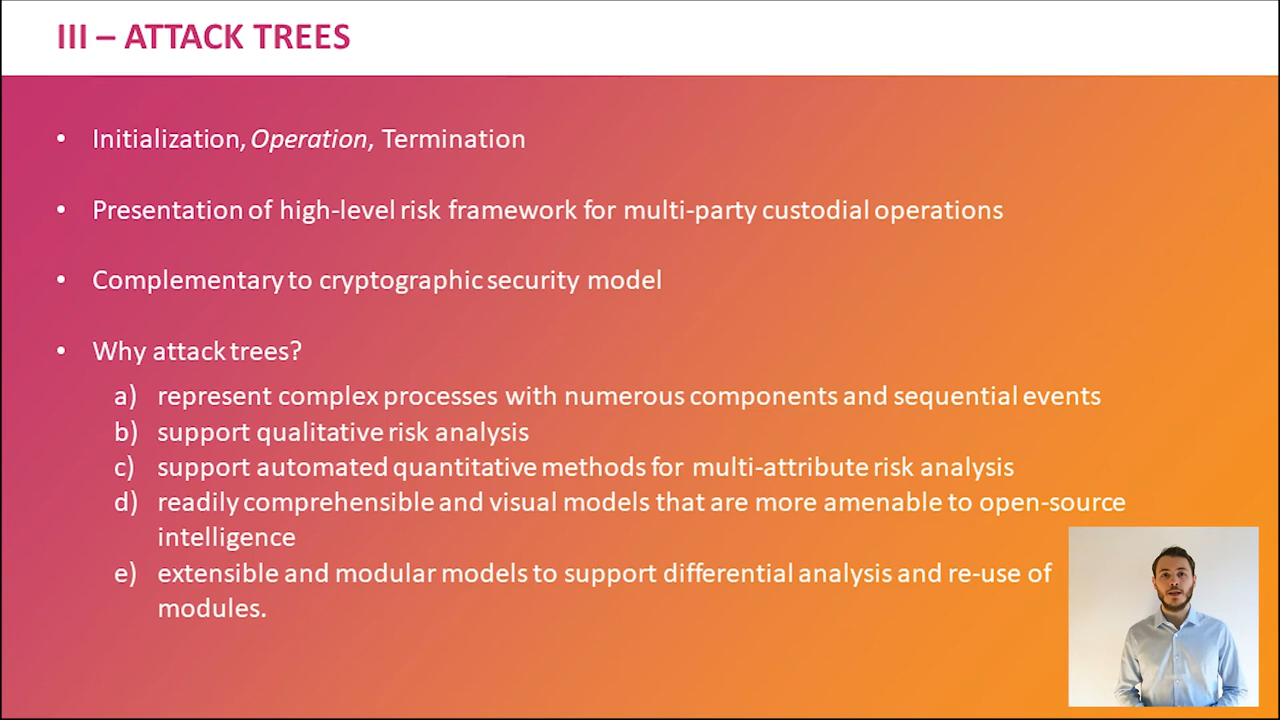 III – ATTACK TREES
• Initialization, Operation, Termination
• Presentation of high-level risk framework for multi-party custodial operations
• Complementary to cryptographic security model
• Why attack trees?
a) represent complex processes with numerous components and sequential events
b) support qualitative risk analysis
c) support automated quantitative methods for multi-attribute risk analysis
d) readily comprehensible and visual models that are more amenable to open-source
intelligence
e) extensible and modular models to support differential analysis and re-use of
modules.